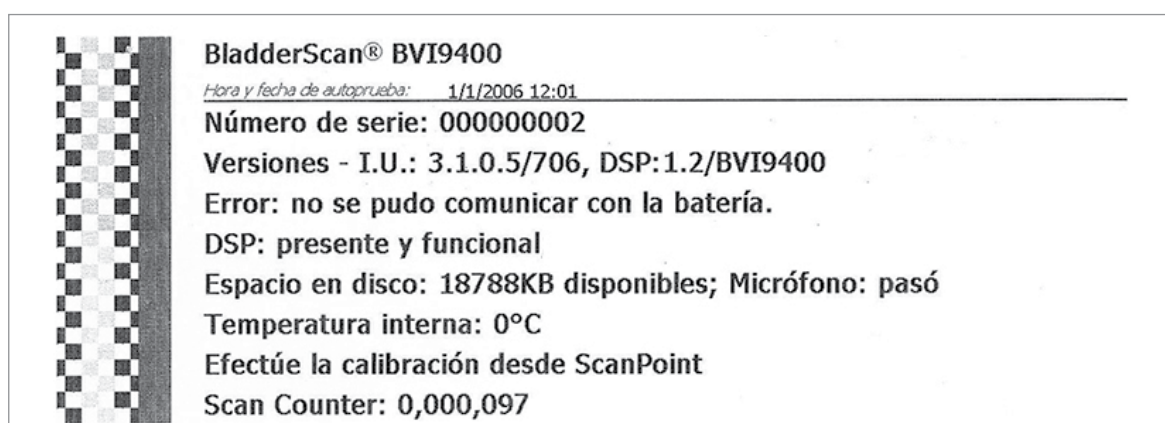 BladderScan® BVI9400
Hora y fecha de autoprueba: 1/1/2006 12:01
Número de serie: 000000002
Versiones - I.U.: 3.1.0.5/706, DSP:1.2/BVI9400
Error: no se pudo comunicar con la batería.
DSP: presente y funcional
Espacio en disco: 18788KB disponibles; Micrófono: pasó
Temperatura interna: 0°C
Efectúe la calibración desde ScanPoint
Scan Counter: 0,000,097